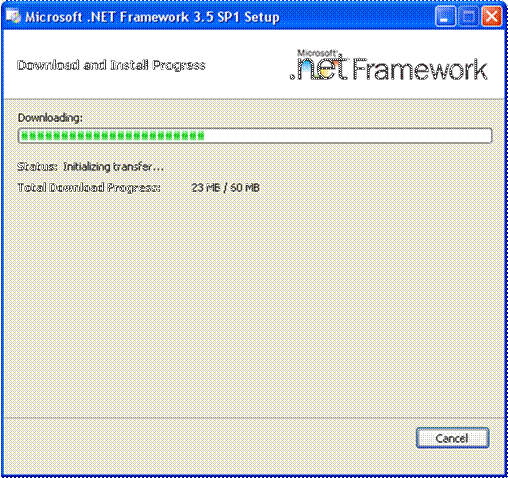 Microsoft .NET Framework 3.5 SP1 Setup
Download and Install Progress
Microsoft
.net Framework
Downloading:
Status: Initializing transfer...
Total Download Progress: 23 MB / 60 MB
Cancel